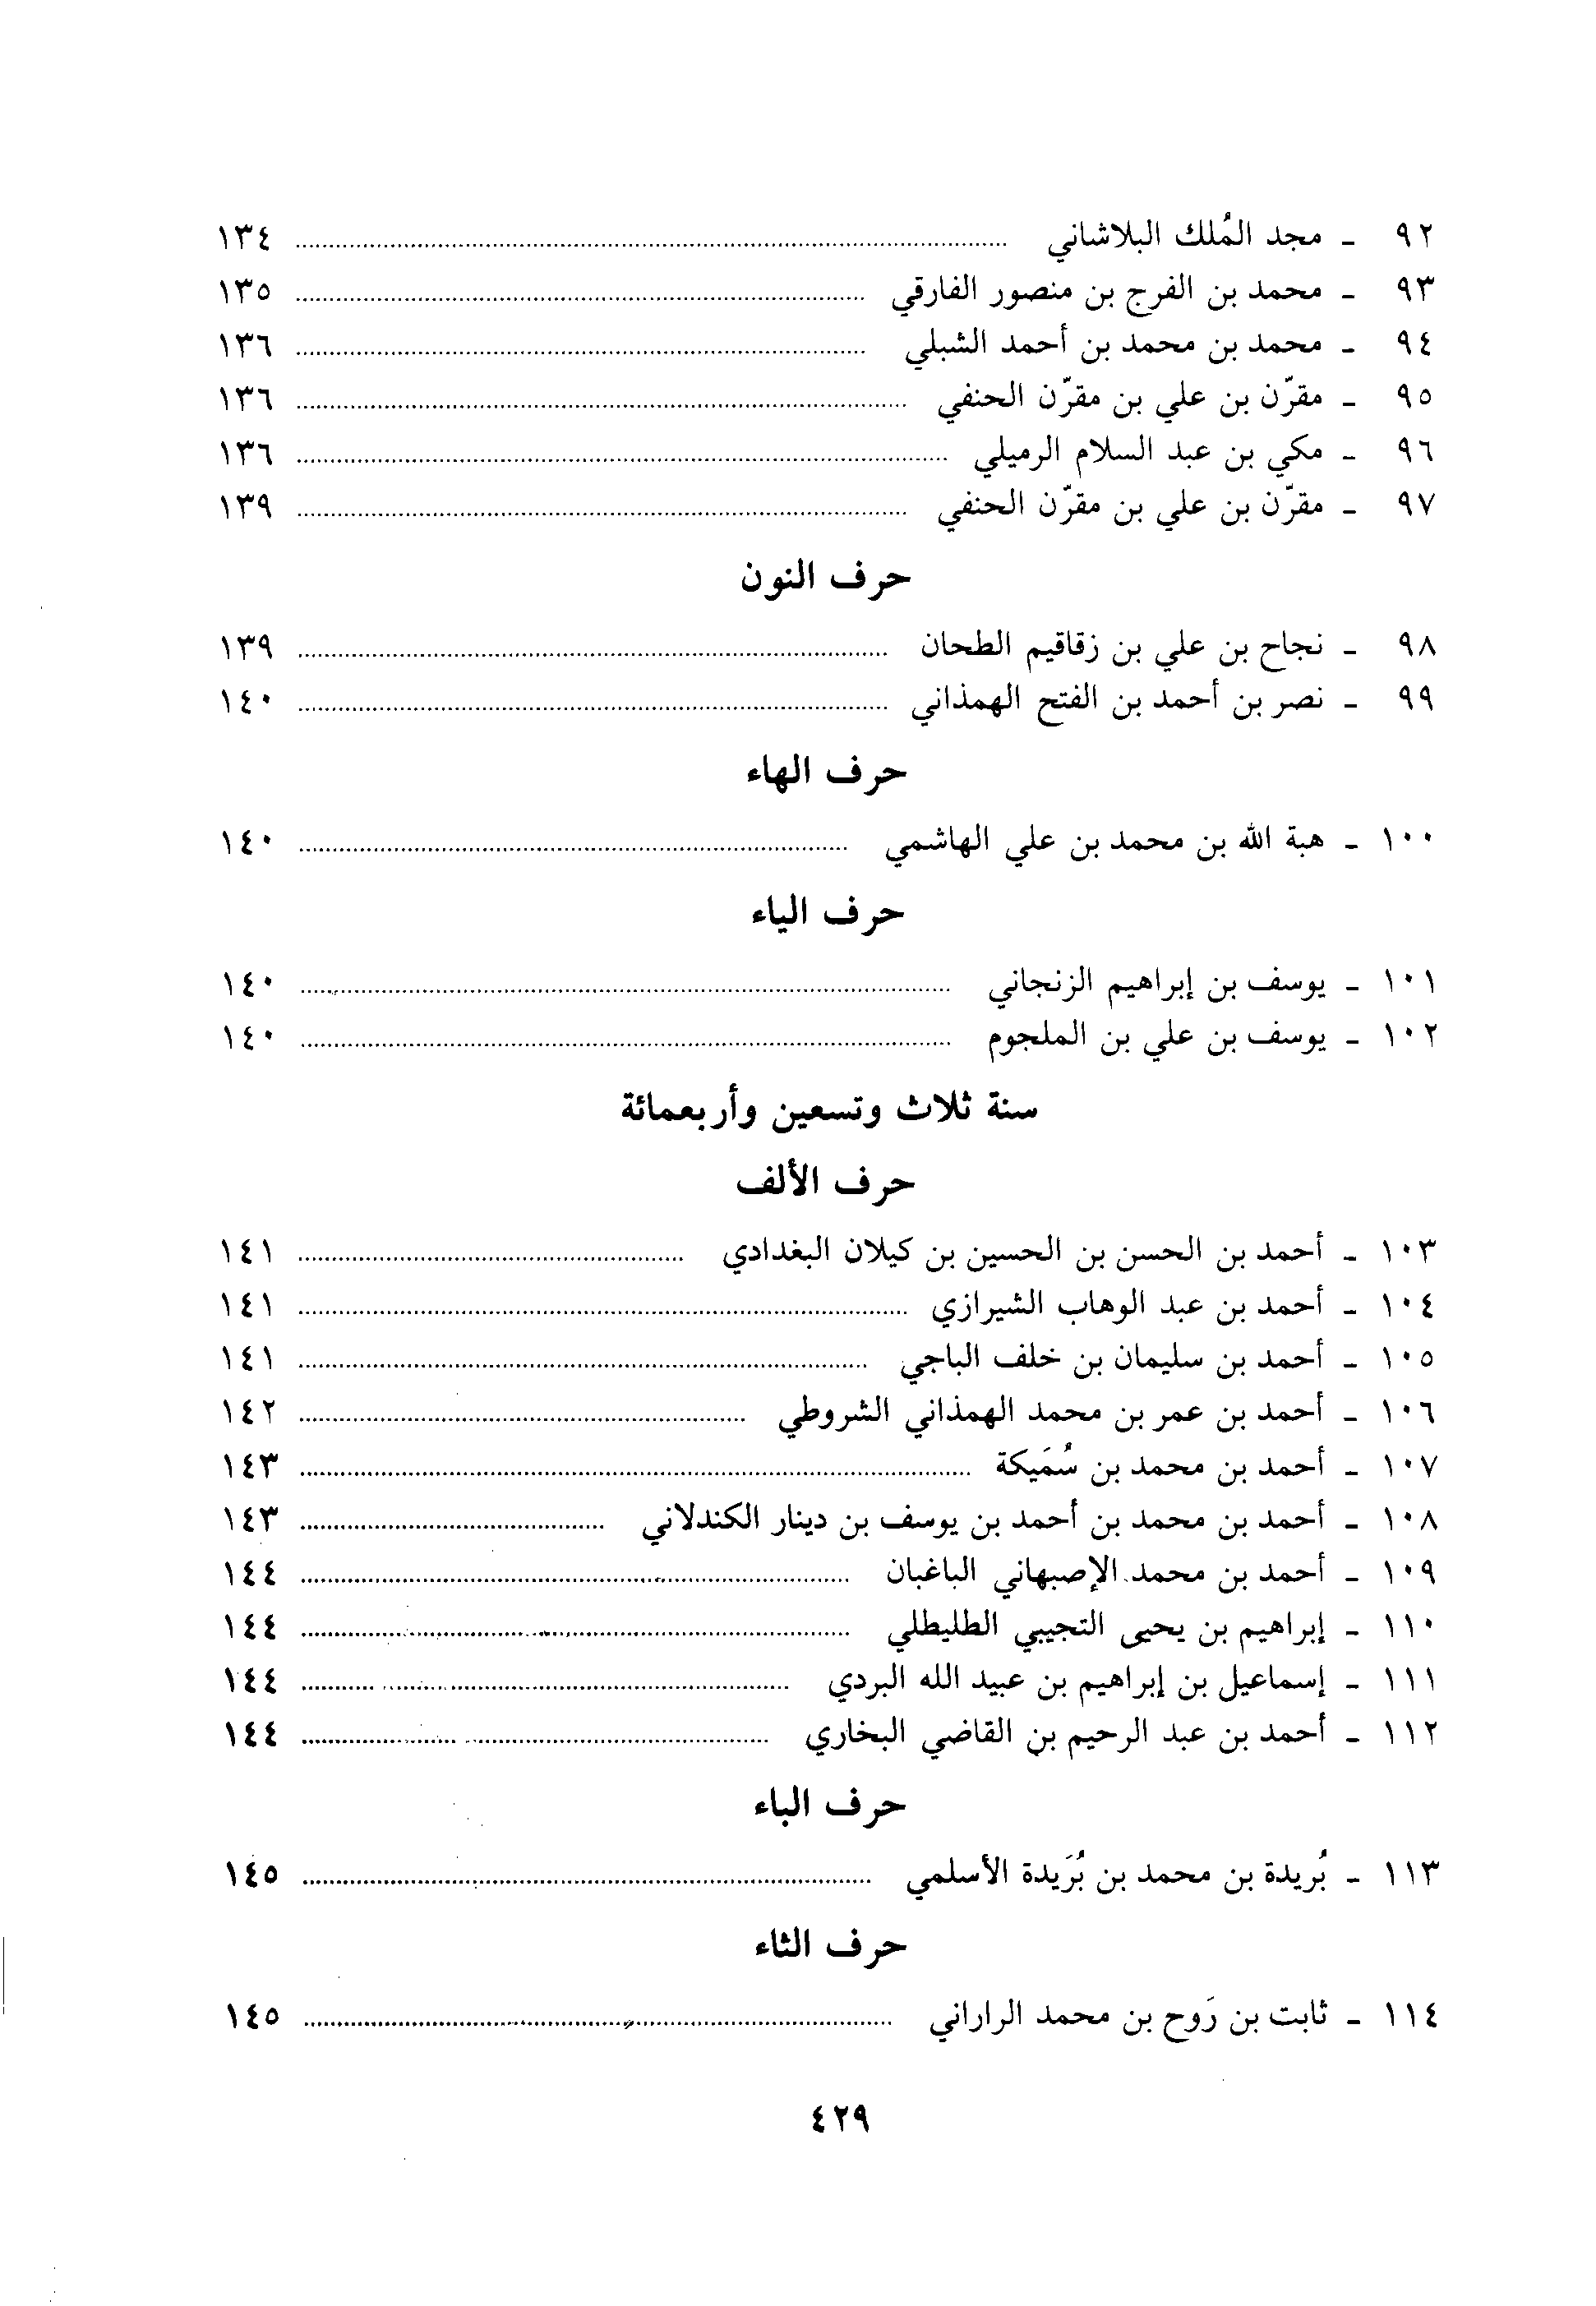 ٩٢ - مجد المُلك البلاشاني ........ ١٣٤
٩٣ - محمد بن الفرج بن منصور الفارقي ........ ١٣٥
٩٤ - محمد بن محمد بن أحمد الشبلي ........ ١٣٦
٩٥ - مقرّن بن علي بن مقرّن الحنفي ........ ١٣٦
٩٦ - مكي بن عبد السلام الرميلي ........ ١٣٦
٩٧ - مقرّن بن علي بن مقرّن الحنفي ........ ١٣٩
حرف النون
٩٨ - نجاح بن علي بن زقاقيم الطحان ........ ١٣٩
٩٩ - نصر بن أحمد بن الفتح الهمذاني ........ ١٤٠
حرف الهاء
١٠٠ - هبة الله بن محمد بن علي الهاشمي ........ ١٤٠
حرف الياء
١٠١ - يوسف بن إبراهيم الزنجاني ........ ١٤٠
١٠٢ - يوسف بن علي بن الملجوم ........ ١٤٠
سنة ثلاث وتسعين وأربعمائة
حرف الألف
١٠٣ - أحمد بن الحسن بن الحسين بن كيلان البغدادي ........ ١٤١
١٠٤ - أحمد بن عبد الوهاب الشيرازي ........ ١٤١
١٠٥ - أحمد بن سليمان بن خلف الباجي ........ ١٤١
١٠٦ - أحمد بن عمر بن محمد الهمذاني الشروطي ........ ١٤٢
١٠٧ - أحمد بن محمد بن سُمَيكة ........ ١٤٣
١٠٨ - أحمد بن محمد بن أحمد بن يوسف بن دينار الكندلاني ........ ١٤٣
١٠٩ - أحمد بن محمد الإصبهاني الباغبان ........ ١٤٤
١١٠ - إبراهيم بن يحيى التجيبي الطليطلي ........ ١٤٤
١١١ - إسماعيل بن إبراهيم بن عبيد الله البردي ........ ١٤٤
١١٢ - أحمد بن عبد الرحيم بن القاضي البخاري ........ ١٤٤
حرف الباء
١١٣ - بُريدة بن محمد بن بُرَيدة الأسلمي ........ ١٤٥
حرف الثاء
١١٤ - ثابت بن رَوح بن محمد الراراني ........ ١٤٥
٤٢٩